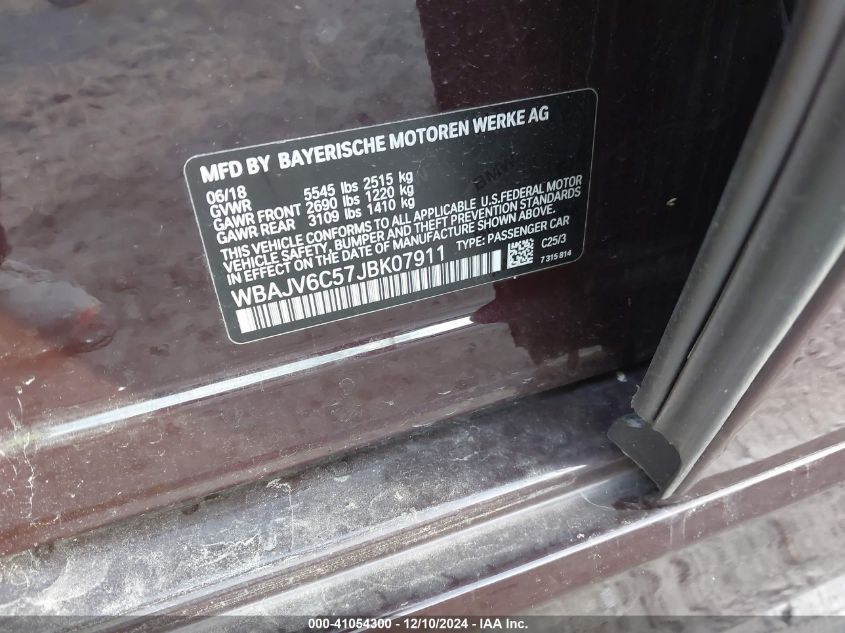 MFD BY BAYERISCHE MOTOREN WERKE AG
06/18
GVWR 5545 lbs 2515 kg
GAWR FRONT 2690 lbs 1220 kg
GAWR REAR 3109 lbs 1410 kg
THIS VEHICLE CONFORMS TO ALL APPLICABLE U.S.FEDERAL MOTOR
VEHICLE SAFETY, BUMPER, AND THEFT PREVENTION STANDARDS
IN EFFECT ON THE DATE OF MANUFACTURE SHOWN ABOVE.
WBAJV6C57JBK07911 TYPE: PASSENGER CAR
C25/3
7 315 814
BMW
000-41054300 - 12/10/2024 - IAA Inc.